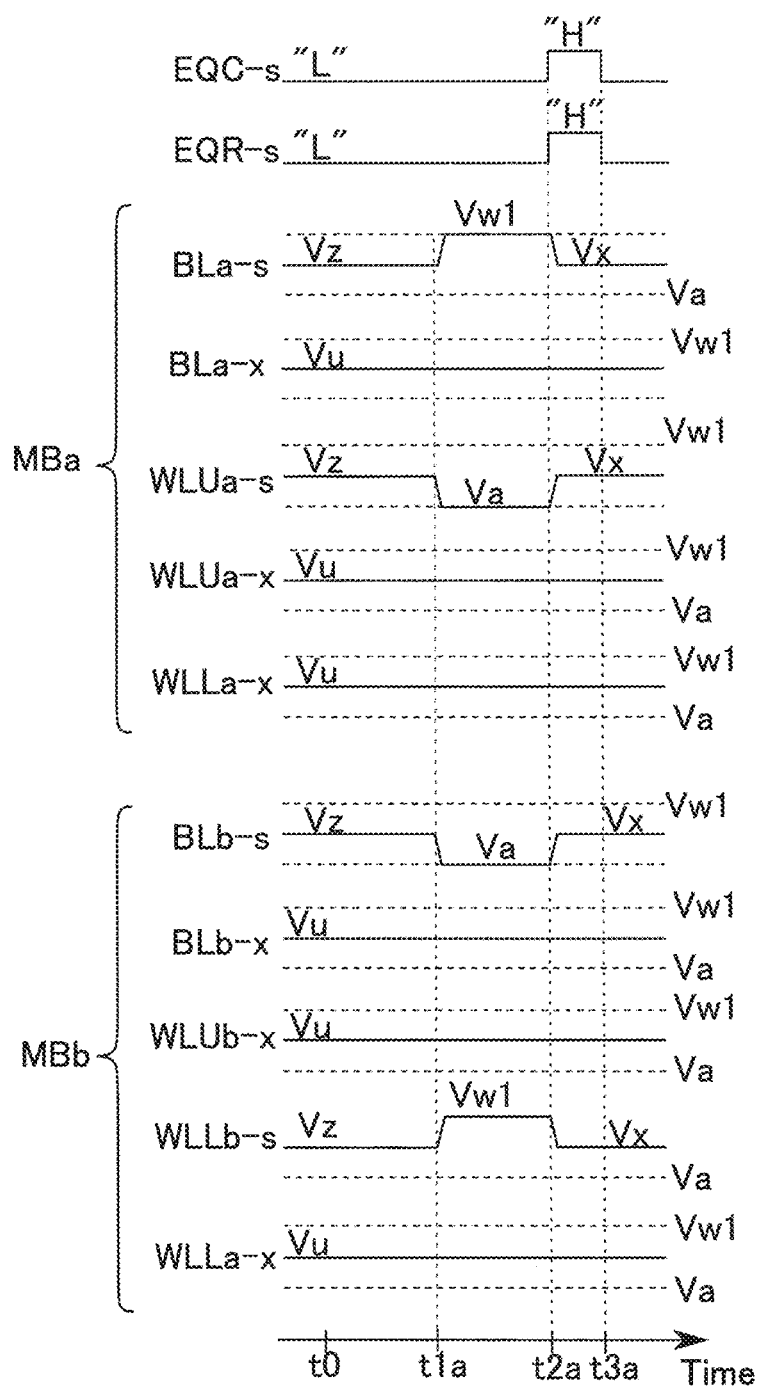 "H"
EQC-s "L"
"H"
EQR-s "L"
Vw1
BLa-s Vz Vx
Va
Vw1
BLa-x Vu
Vw1
MBa
WLUa-s Vz Va Vx
Vw1
WLUa-x Vu
Va
Vw1
WLLa-x Vu
Va
Vw1
BLb-s Vz Va Vx
Vw1
BLb-x Vu
Va
Vw1
WLUb-x Vu
MBb
Va
Vw1
WLLb-s Vz Vx
Va
Vw1
WLLa-x Vu
Va
t0 t1a t2a t3a Time